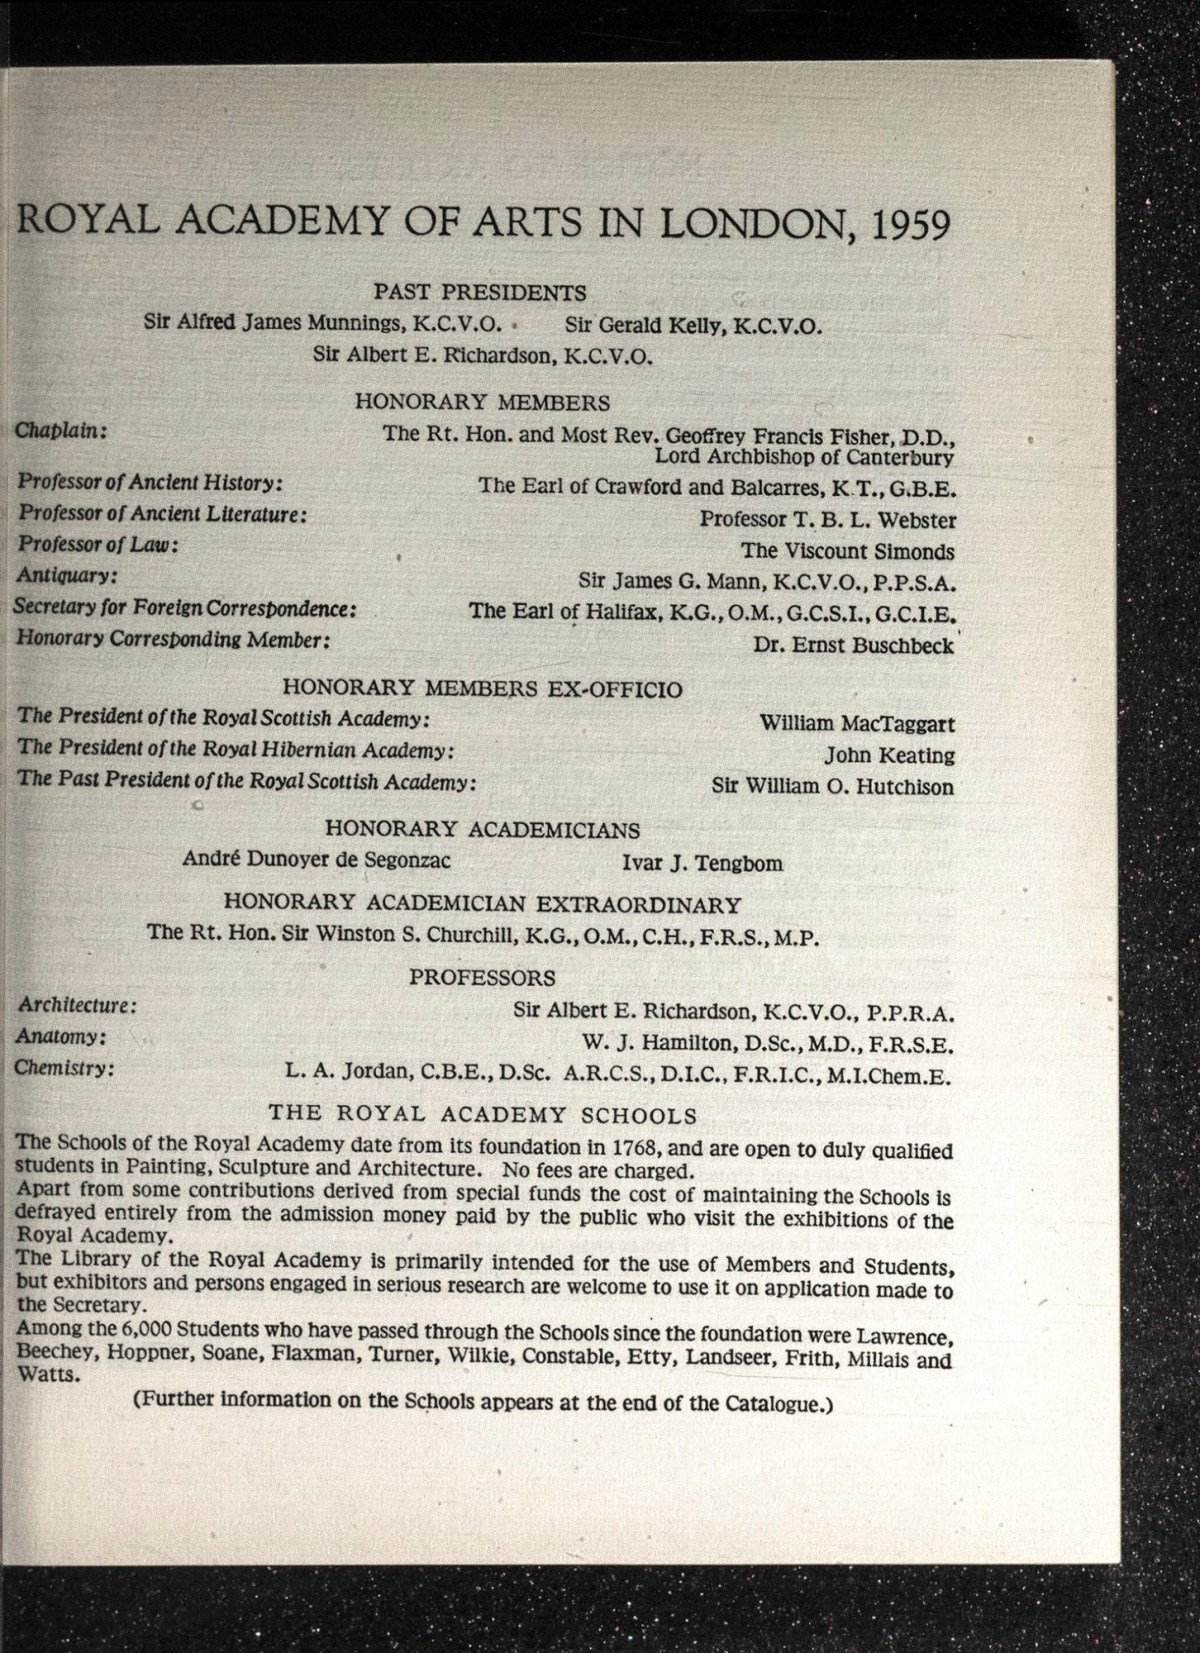 ROYAL ACADEMY OF ARTS IN LONDON, 1959
PAST PRESIDENTS
Sir Alfred James Munnings, K.C.V.O. Sir Gerald Kelly, K.C.V.O.
Sir Albert E. Richardson, K.C.V.O.
HONORARY MEMBERS
Chaplain: The Rt. Hon. and Most Rev. Geoffrey Francis Fisher, D.D.,
Lord Archbishop of Canterbury
Professor of Ancient History: The Earl of Crawford and Balcarres, K.T., G.B.E.
Professor of Ancient Literature: Professor T. B. L. Webster
Professor of Law: The Viscount Simonds
Antiquary: Sir James G. Mann, K.C.V.O., P.P.S.A.
Secretary for Foreign Correspondence: The Earl of Halifax, K.G., O.M., G.C.S.I., G.C.I.E.
Honorary Corresponding Member: Dr. Ernst Buschbeck
HONORARY MEMBERS EX-OFFICIO
The President of the Royal Scottish Academy: William MacTaggart
The President of the Royal Hibernian Academy: John Keating
The Past President of the Royal Scottish Academy: Sir William O. Hutchison
HONORARY ACADEMICIANS
André Dunoyer de Segonzac Ivar J. Tengbom
HONORARY ACADEMICIAN EXTRAORDINARY
The Rt. Hon. Sir Winston S. Churchill, K.G., O.M., C.H., F.R.S., M.P.
PROFESSORS
Architecture: Sir Albert E. Richardson, K.C.V.O., P.P.R.A.
Anatomy: W. J. Hamilton, D.Sc., M.D., F.R.S.E.
Chemistry: L. A. Jordan, C.B.E., D.Sc. A.R.C.S., D.I.C., F.R.I.C., M.I.Chem.E.
THE ROYAL ACADEMY SCHOOLS
The Schools of the Royal Academy date from its foundation in 1768, and are open to duly qualified
students in Painting, Sculpture and Architecture. No fees are charged.
Apart from some contributions derived from special funds the cost of maintaining the Schools is
defrayed entirely from the admission money paid by the public who visit the exhibitions of the
Royal Academy.
The Library of the Royal Academy is primarily intended for the use of Members and Students,
but exhibitors and persons engaged in serious research are welcome to use it on application made to
the Secretary.
Among the 6,000 Students who have passed through the Schools since the foundation were Lawrence,
Beechey, Hoppner, Soane, Flaxman, Turner, Wilkie, Constable, Etty, Landseer, Frith, Millais and
Watts.
(Further information on the Schools appears at the end of the Catalogue.)